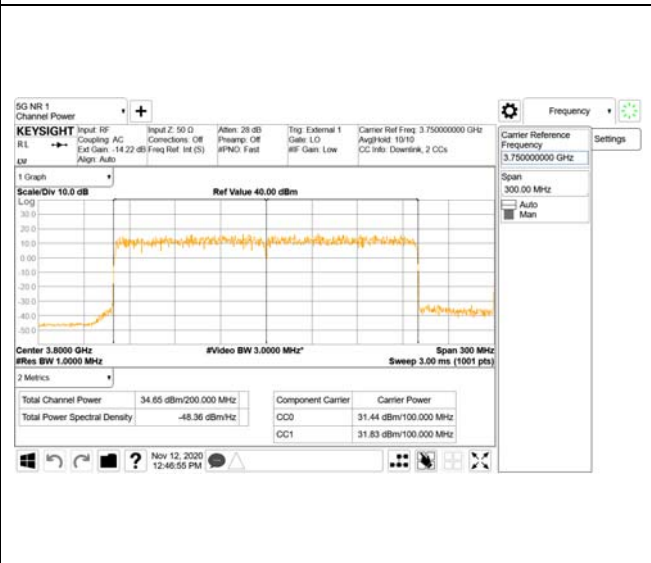 5G NR 1
Channel Power
Frequency
KEYSIGHT Input: RF Input Z: 50 Ω Atten: 28 dB Trig: External 1 Carrier Ref Freq: 3.750000000 GHz
RL Coupling: AC Corrections: Off Preamp: Off Gate: LO Avg|Hold: 10/10
Ext Gain: -14.22 dB Freq Ref: Int (S) #PNO: Fast #IF Gain: Low CC Info: Downlink, 2 CCs
Align: Auto
Carrier Reference
Frequency
3.750000000 GHz
Settings
Span
300.00 MHz
Auto
Man
1 Graph
Scale/Div 10.0 dB Ref Value 40.00 dBm
Log
30.0
20.0
10.0
0.00
-10.0
-20.0
-30.0
-40.0
-50.0
Center 3.8000 GHz #Video BW 3.0000 MHz* Span 300 MHz
#Res BW 1.0000 MHz Sweep 3.00 ms (1001 pts)
2 Metrics
Total Channel Power 34.65 dBm/200.000 MHz
Total Power Spectral Density -48.36 dBm/Hz
Component Carrier Carrier Power
CC0 31.44 dBm/100.000 MHz
CC1 31.83 dBm/100.000 MHz
Nov 12, 2020
12:46:55 PM